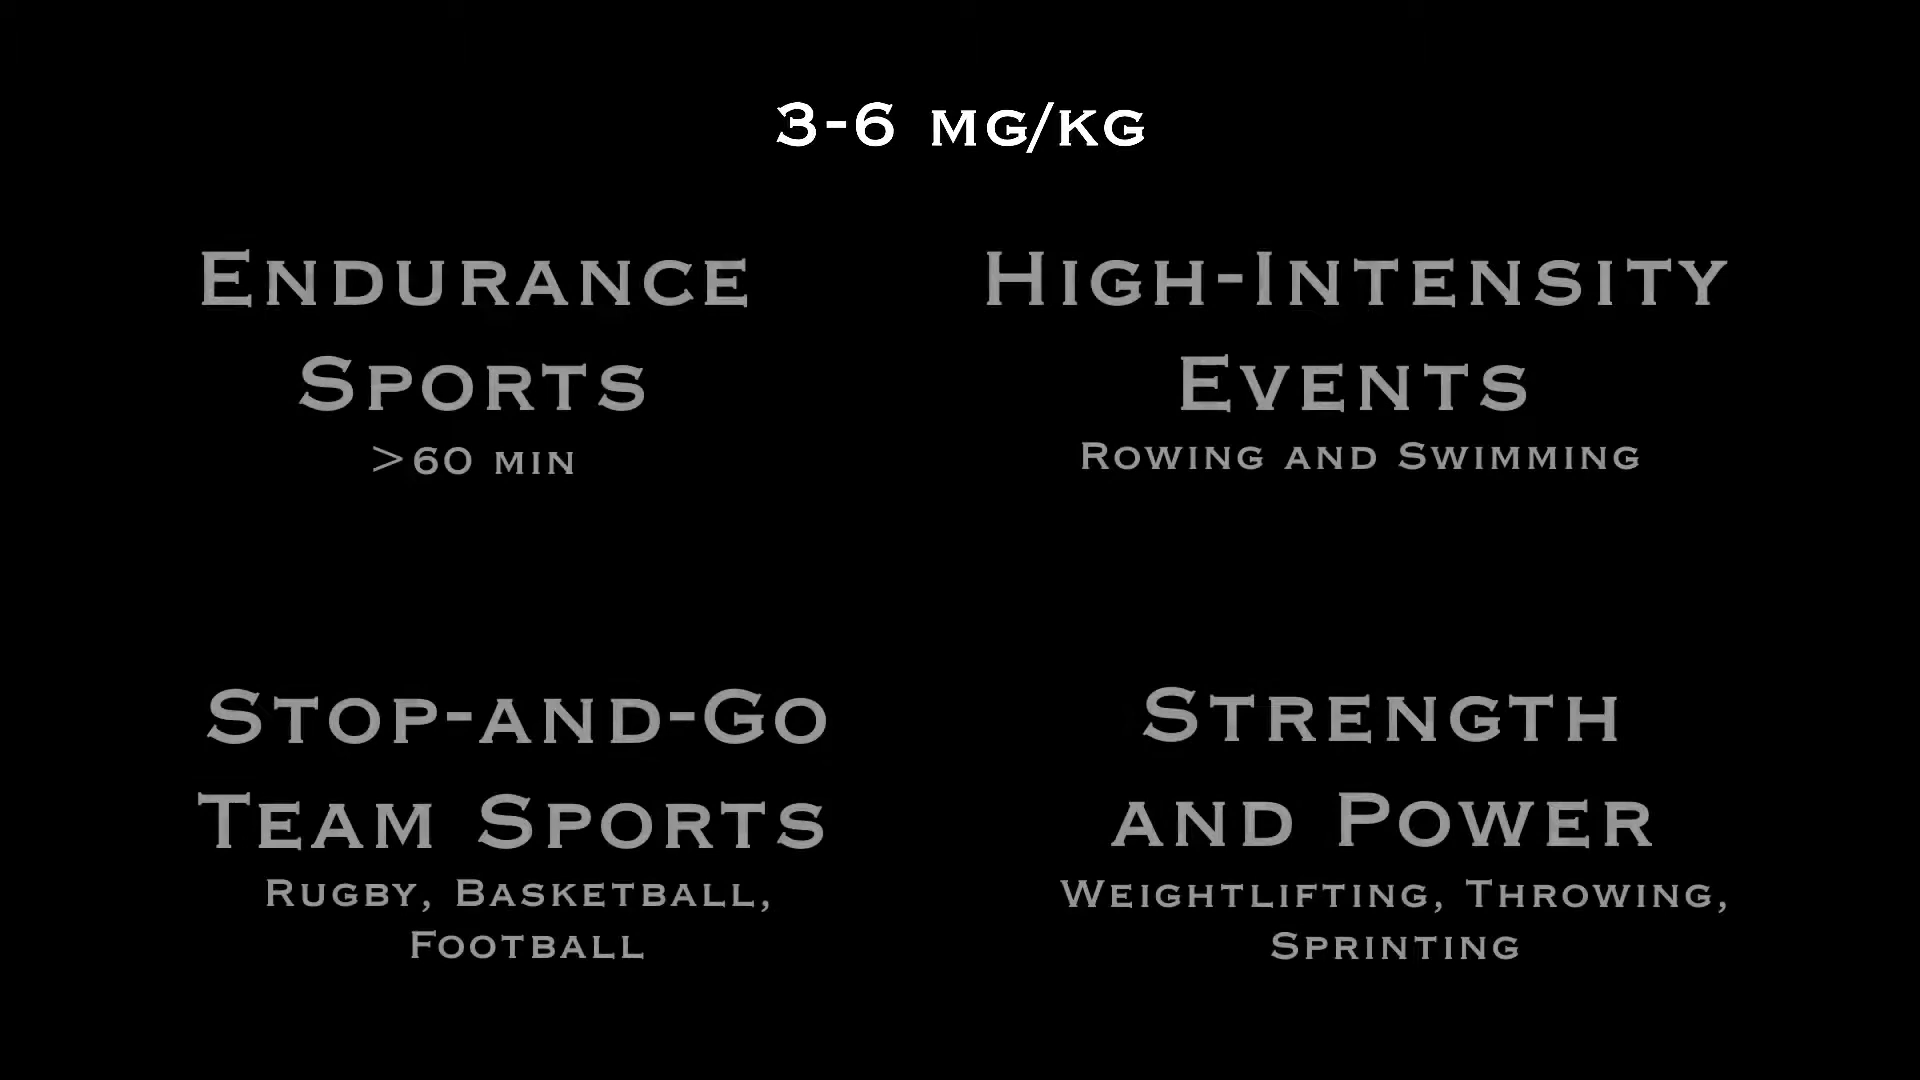 3-6 MG/KG
ENDURANCE
SPORTS
>60 MIN
HIGH-INTENSITY
EVENTS
ROWING AND SWIMMING
STOP-AND-GO
TEAM SPORTS
RUGBY, BASKETBALL,
FOOTBALL
STRENGTH
AND POWER
WEIGHTLIFTING, THROWING,
SPRINTING